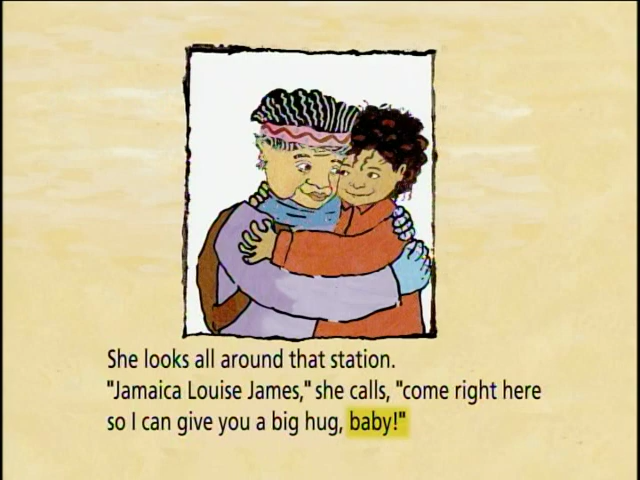 She looks all around that station.
"Jamaica Louise James," she calls, "come right here
so I can give you a big hug, baby!"